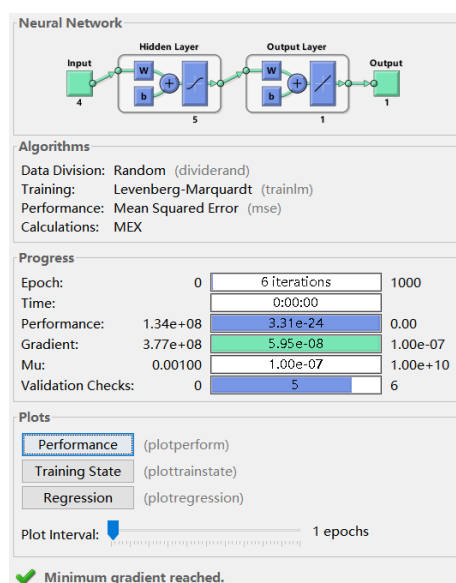 Neural Network
Hidden Layer
Output Layer
Input
Output
W
W
+
+
b
b
4
5
1
1
Algorithms
Data Division: Random (dividerand)
Training: Levenberg-Marquardt (trainlm)
Performance: Mean Squared Error (mse)
Calculations: MEX
Progress
Epoch: 0 6 iterations 1000
Time: 0:00:00
Performance: 1.34e+08 3.31e-24 0.00
Gradient: 3.77e+08 5.95e-08 1.00e-07
Mu: 0.00100 1.00e-07 1.00e+10
Validation Checks: 0 5 6
Plots
Performance (plotperform)
Training State (plottrainstate)
Regression (plotregression)
Plot Interval: 1 epochs
Minimum gradient reached.